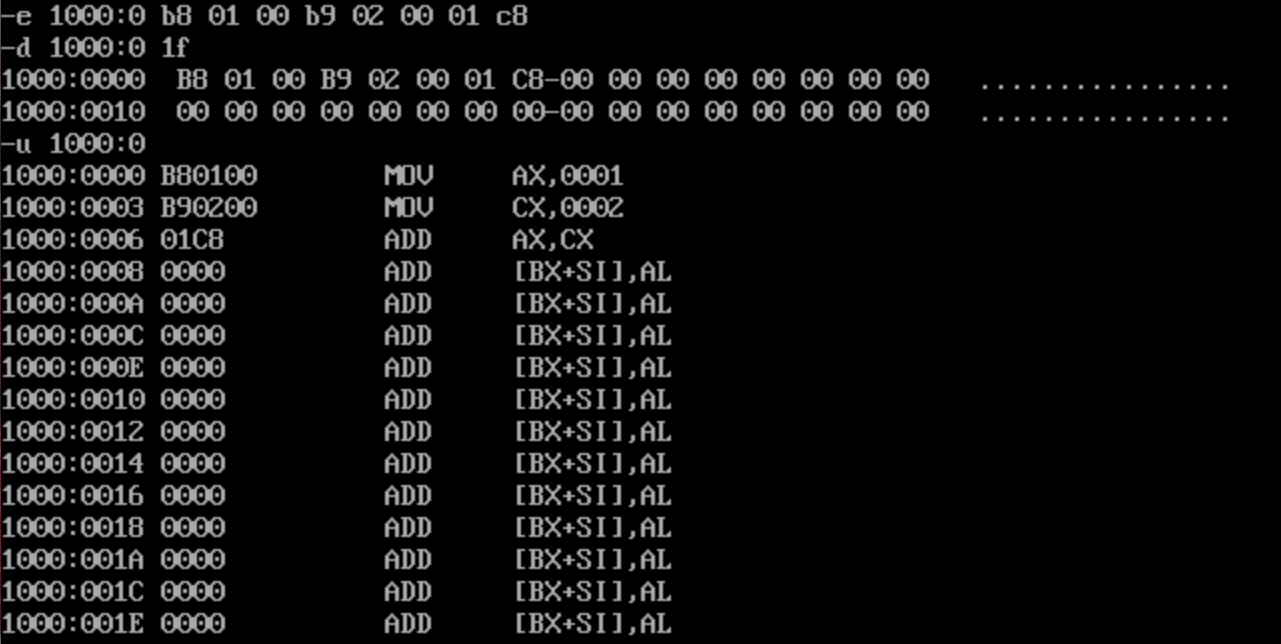 -e 1000:0 b8 01 00 b9 02 00 01 c8
-d 1000:0 1f
1000:0000  B8 01 00 B9 02 00 01 C8-00 00 00 00 00 00 00 00   ................
1000:0010  00 00 00 00 00 00 00 00-00 00 00 00 00 00 00 00   ................
-u 1000:0
1000:0000 B80100        MOV     AX,0001
1000:0003 B90200        MOV     CX,0002
1000:0006 01C8          ADD     AX,CX
1000:0008 0000          ADD     [BX+SI],AL
1000:000A 0000          ADD     [BX+SI],AL
1000:000C 0000          ADD     [BX+SI],AL
1000:000E 0000          ADD     [BX+SI],AL
1000:0010 0000          ADD     [BX+SI],AL
1000:0012 0000          ADD     [BX+SI],AL
1000:0014 0000          ADD     [BX+SI],AL
1000:0016 0000          ADD     [BX+SI],AL
1000:0018 0000          ADD     [BX+SI],AL
1000:001A 0000          ADD     [BX+SI],AL
1000:001C 0000          ADD     [BX+SI],AL
1000:001E 0000          ADD     [BX+SI],AL